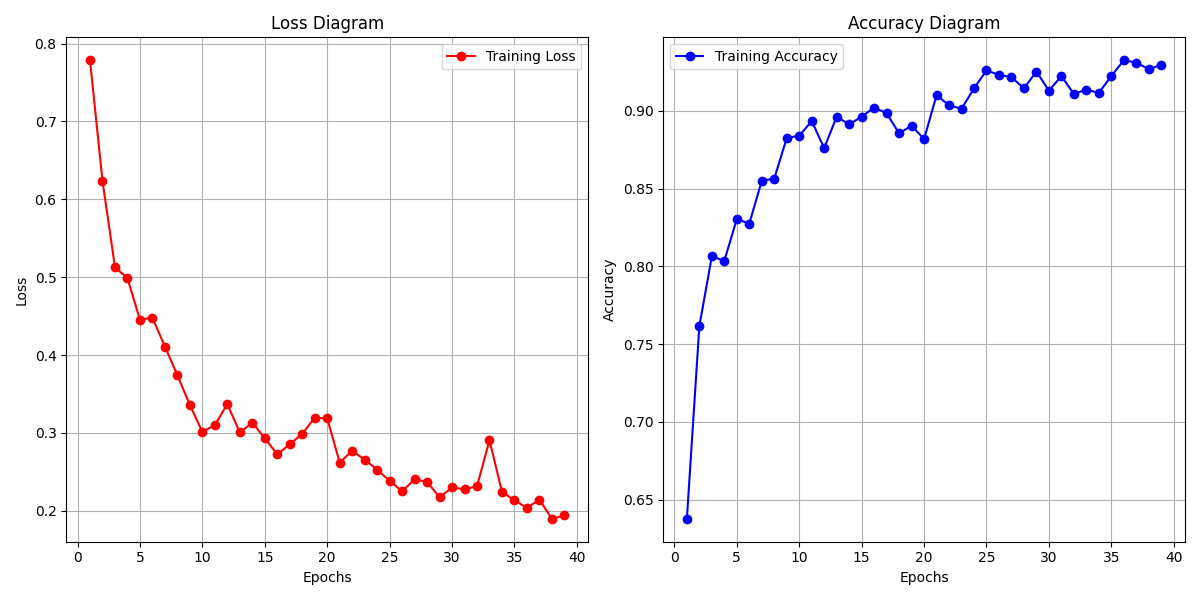 Loss Diagram
Training Loss
0.8
0.7
0.6
0.5
0.4
0.3
0.2
Loss
0 5 10 15 20 25 30 35 40
Epochs
Accuracy Diagram
Training Accuracy
0.90
0.85
0.80
0.75
0.70
0.65
Accuracy
0 5 10 15 20 25 30 35 40
Epochs